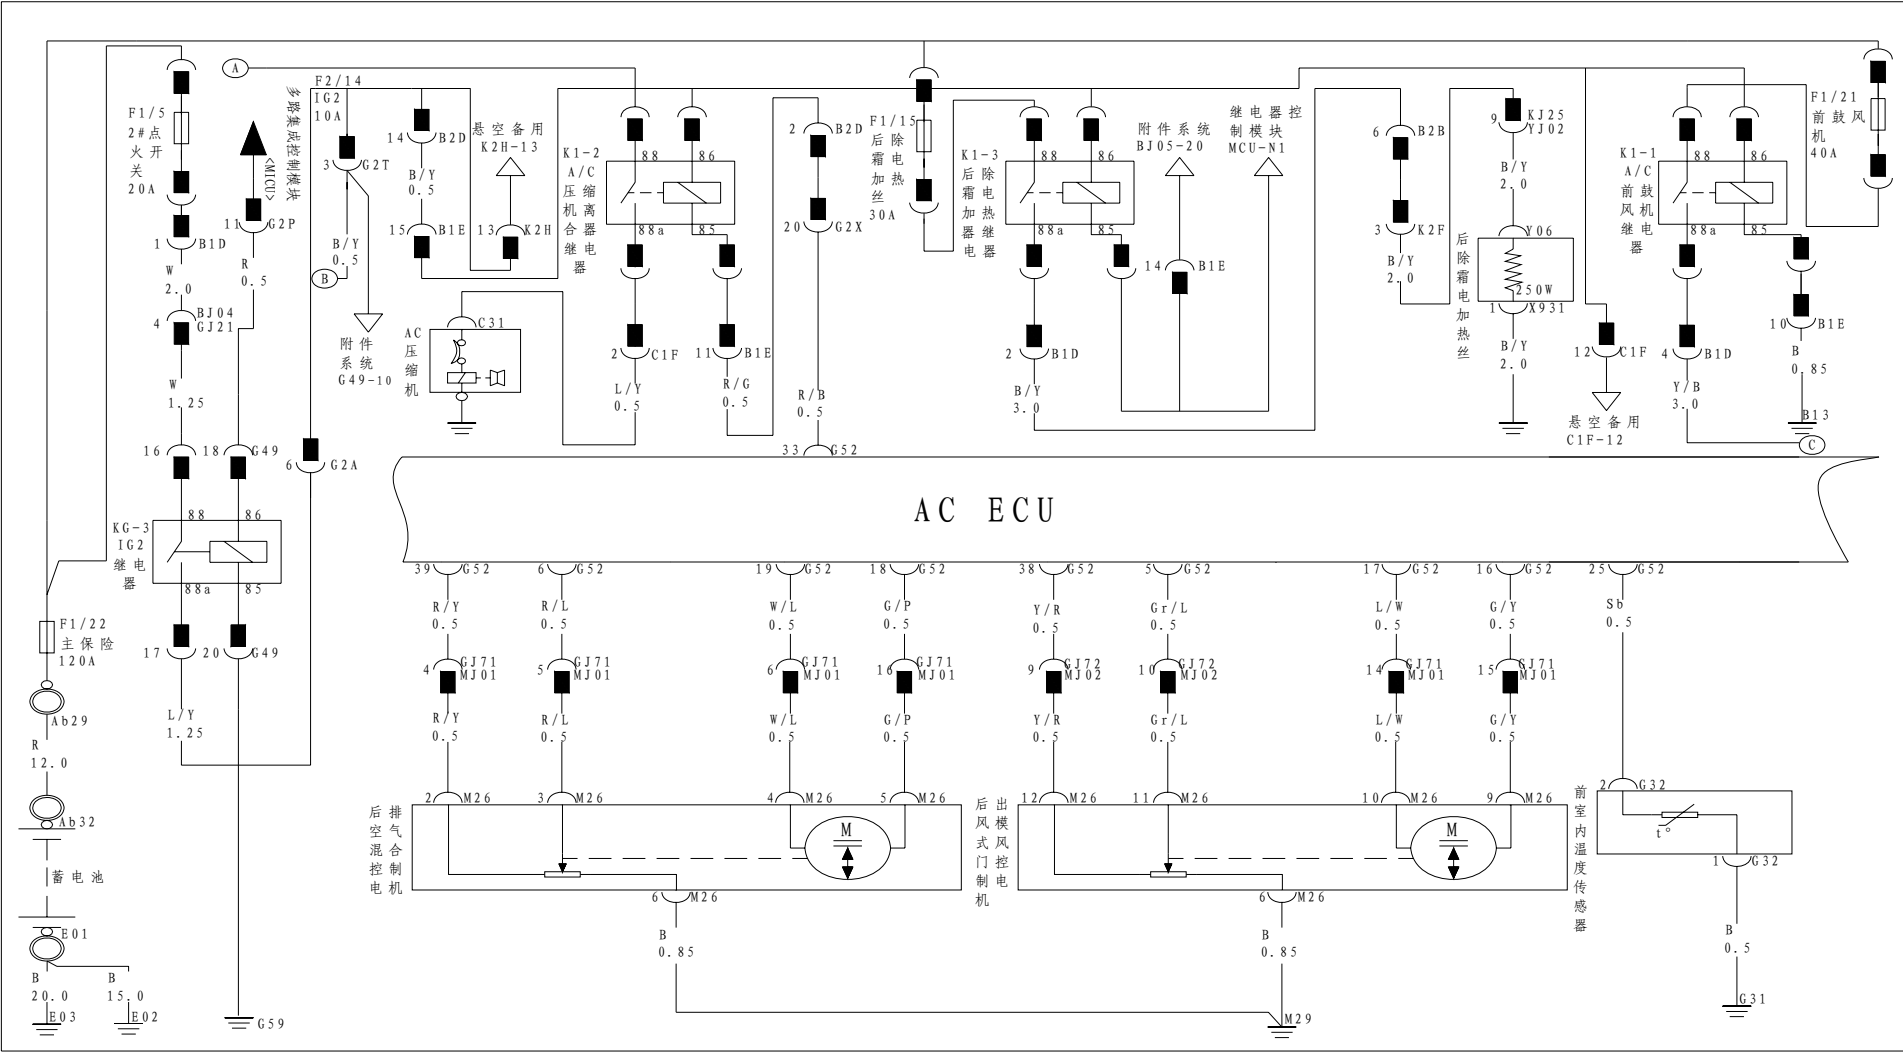 A
F1/5
2#点
火开
关
20A
多路集成控制模块
<MICU>
F2/14
IG2
10A
3
G2T
14
B2D
B/Y
0.5
15
B1E
悬空备用
K2H-13
13
K2H
K1-2
A/C
压缩
机离
合器
继电
器
88
86
88a
85
2
B2D
20
G2X
F1/15
后除
霜电
加热
丝
30A
K1-3
后除
霜电
加热
器继
电器
88
86
88a
85
附件系统
BJ05-20
14
B1E
继电器控
制模块
MCU-N1
6
B2B
3
K2F
B/Y
2.0
9
KJ25
YJ02
B/Y
2.0
Y06
250W
1
X931
B/Y
2.0
后除霜电加热丝
K1-1
A/C
前鼓
风机
继电
器
88
86
88a
85
F1/21
前鼓风
机
40A
1
B1D
W
2.0
4
BJ04
GJ21
W
1.25
11
G2P
R
0.5
B/Y
0.5
B
附件
系统
G49-10
AC
压
缩
机
C31
2
C1F
L/Y
0.5
11
B1E
R/G
0.5
R/B
0.5
33
G52
2
B1D
B/Y
3.0
12
C1F
悬空备用
C1F-12
4
B1D
Y/B
3.0
10
B1E
B
0.85
B13
C
16
18
G49
6
G2A
KG-3
IG2
继电
器
88
86
88a
85
17
20
G49
L/Y
1.25
G59
F1/22
主保险
120A
Ab29
R
12.0
Ab32
蓄电池
E01
B
20.0
E03
B
15.0
E02
AC ECU
39
G52
6
G52
19
G52
18
G52
38
G52
5
G52
17
G52
16
G52
25
G52
R/Y
0.5
R/L
0.5
W/L
0.5
G/P
0.5
Y/R
0.5
Gr/L
0.5
L/W
0.5
G/Y
0.5
Sb
0.5
4
GJ71
MJ01
5
GJ71
MJ01
6
GJ71
MJ01
16
GJ71
MJ01
9
GJ72
MJ02
10
GJ72
MJ02
14
GJ71
MJ01
15
GJ71
MJ01
R/Y
0.5
R/L
0.5
W/L
0.5
G/P
0.5
Y/R
0.5
Gr/L
0.5
L/W
0.5
G/Y
0.5
2
M26
3
M26
4
M26
5
M26
12
M26
11
M26
10
M26
9
M26
2
G32
后排
空气
混合
控制
电机
M
6
M26
B
0.85
后出
风模
式风
门控
制电
机
M
6
M26
B
0.85
M29
t°
前室内温度传感器
1
G32
B
0.5
G31